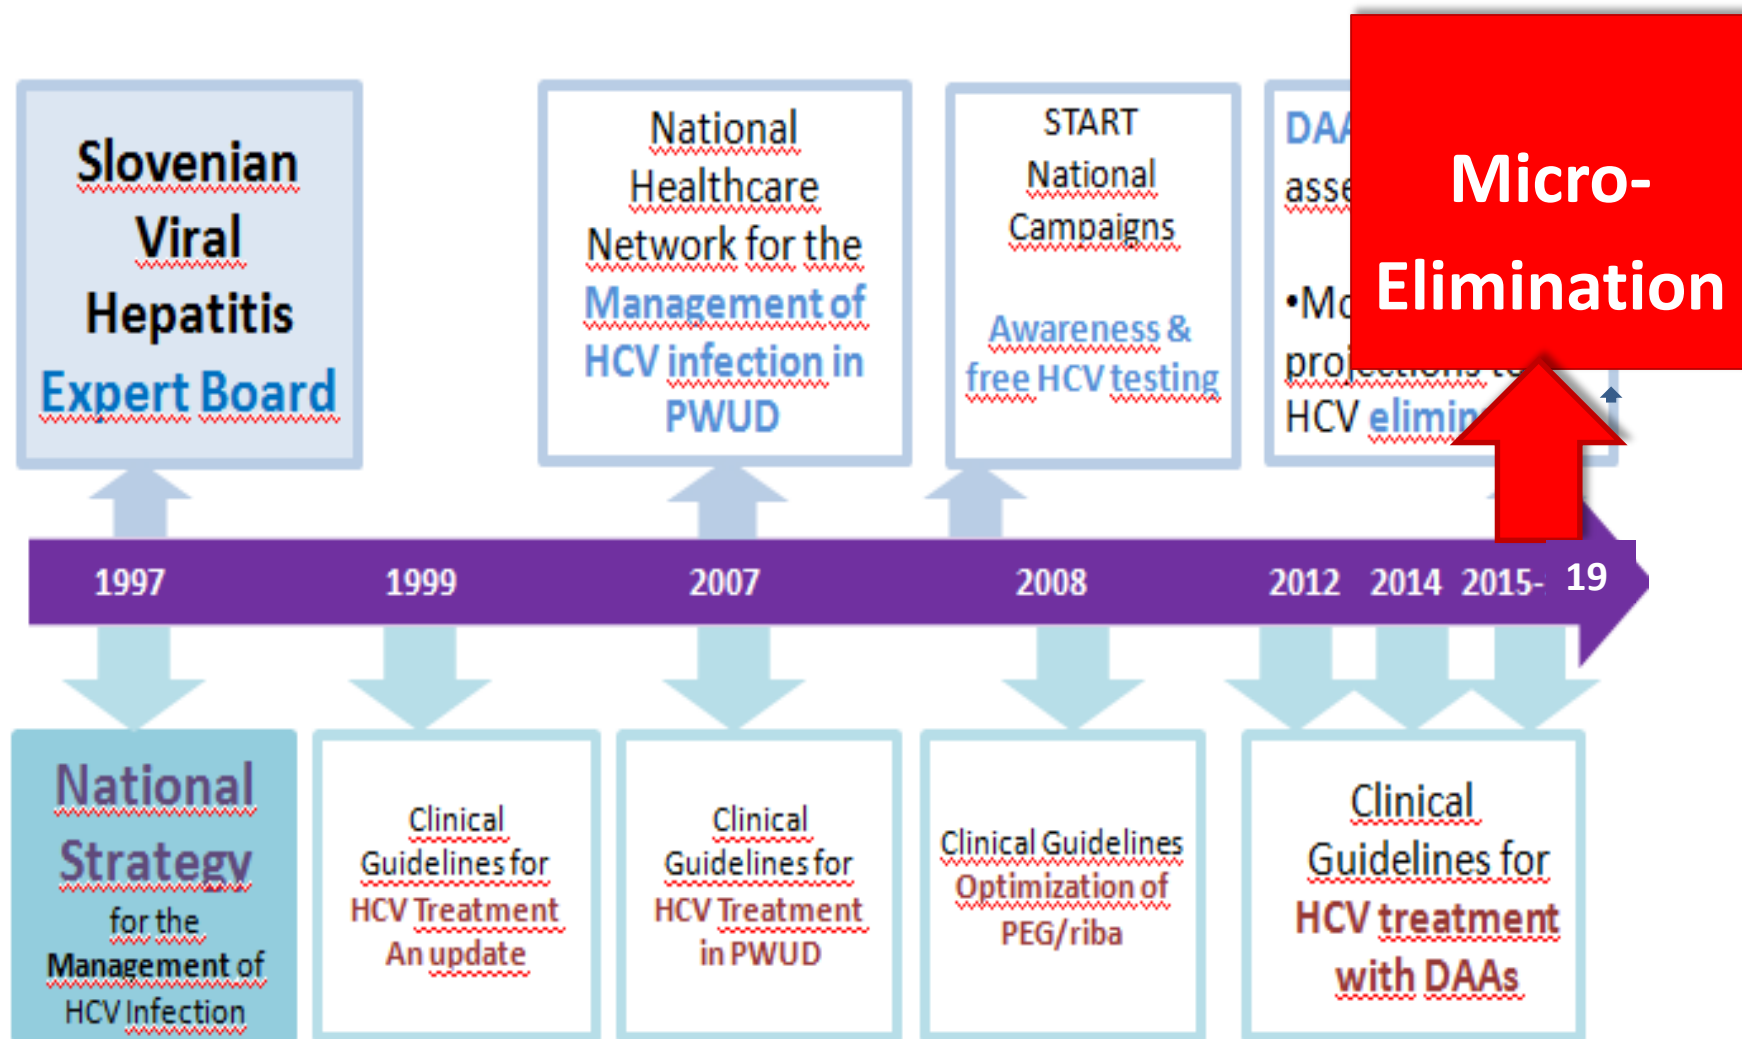 Slovenian
Viral
Hepatitis
Expert Board
National
Healthcare
Network for the
Management of
HCV infection in
PWUD
START
National
Campaigns
Awareness &
free HCV testing
HCV
Micro-
Elimination
1997
1999
2007
2008
2012
2014
2015-
19
National
Strategy
for the
Management of
HCV Infection
Clinical
Guidelines for
HCV Treatment
An update
Clinical
Guidelines for
HCV Treatment
in PWUD
Clinical Guidelines
Optimization of
PEG/riba
Clinical
Guidelines for
HCV treatment
with DAAs